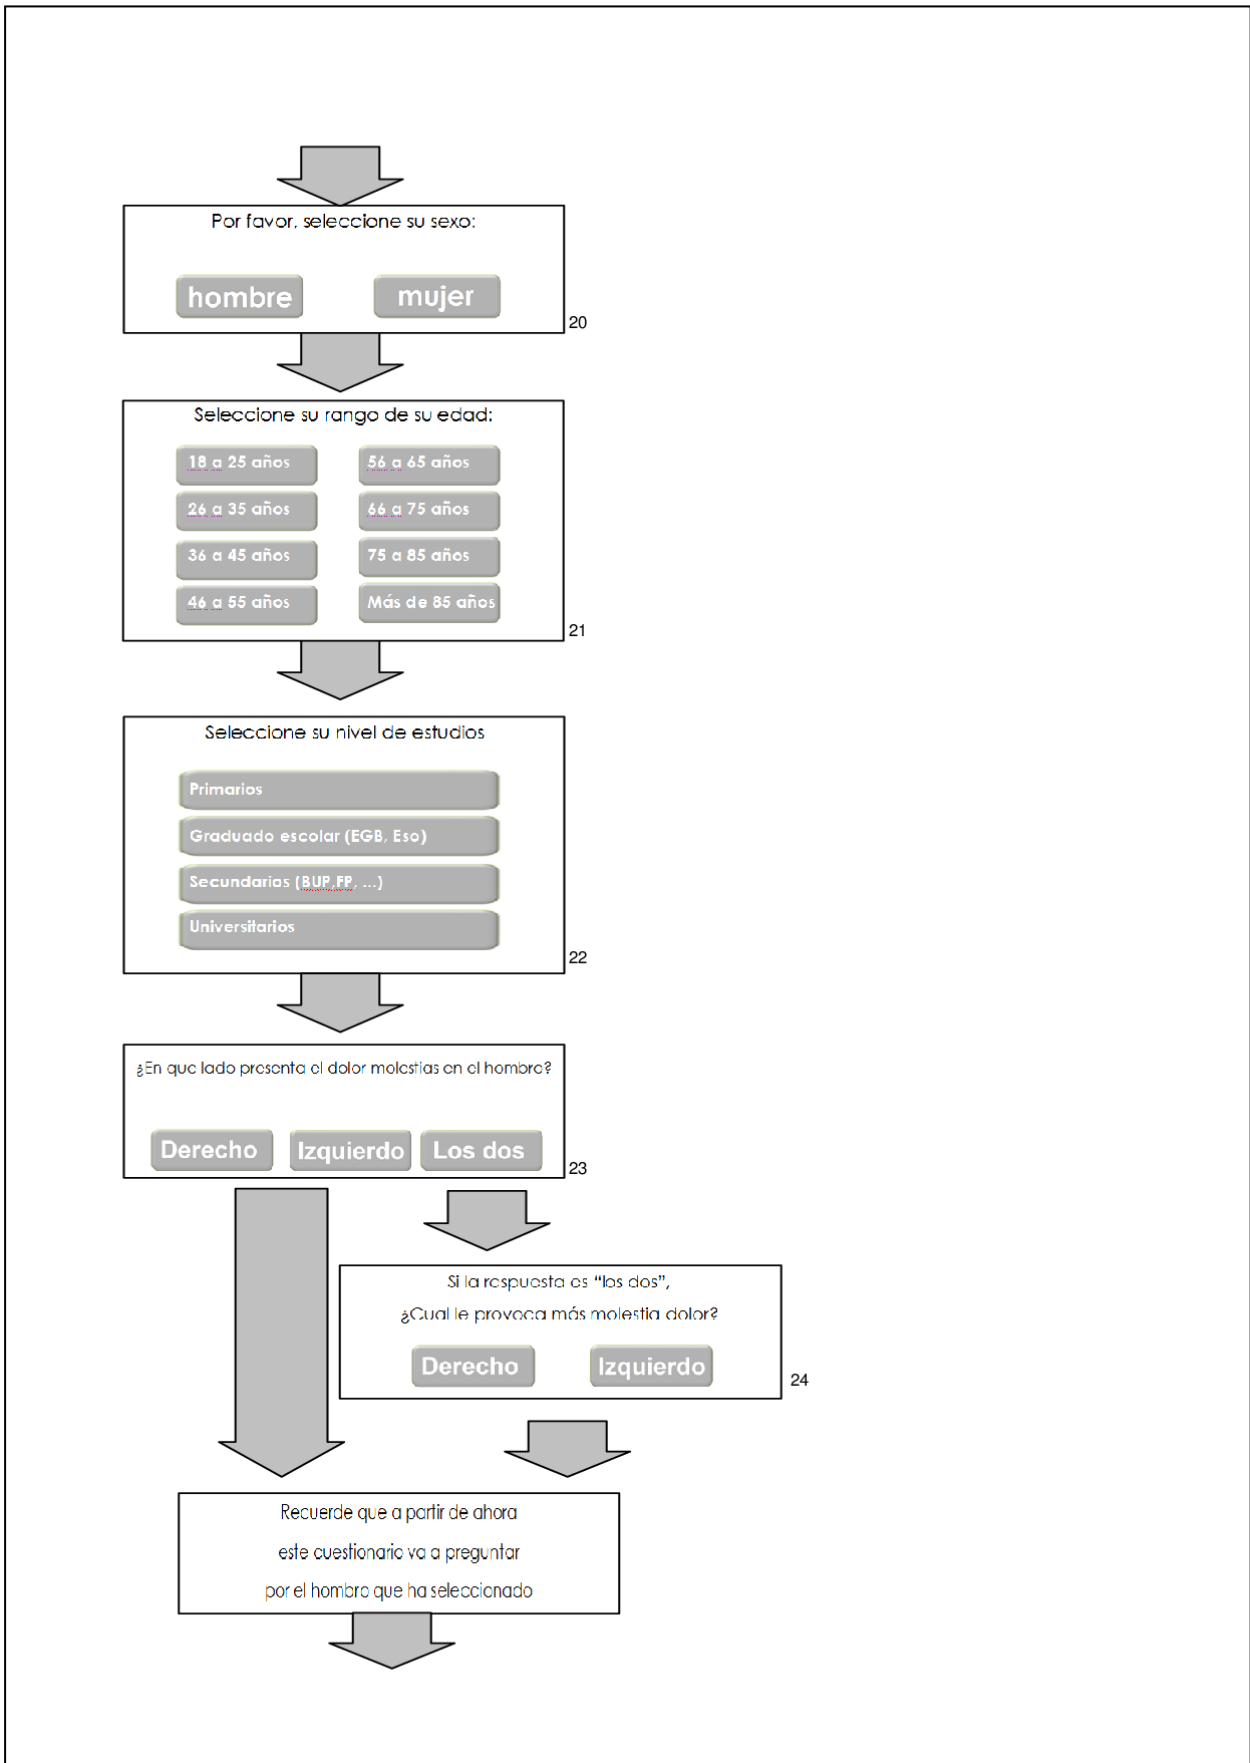 Por favor, seleccione su sexo:
hombre mujer
20
Seleccione su rango de su edad:
18 a 25 años 56 a 65 años
26 a 35 años 66 a 75 años
36 a 45 años 75 a 85 años
46 a 55 años Más de 85 años
21
Seleccione su nivel de estudios
Primarios
Graduado escolar (EGB, Eso)
Secundarios (BUP,FP, ...)
Universitarios
22
¿En que lado presenta el dolor molestias en el hombro?
Derecho Izquierdo Los dos
23
Si la respuesta es “los dos”,
¿Cual le provoca más molestia dolor?
Derecho Izquierdo
24
Recuerde que a partir de ahora
este cuestionario va a preguntar
por el hombro que ha seleccionado